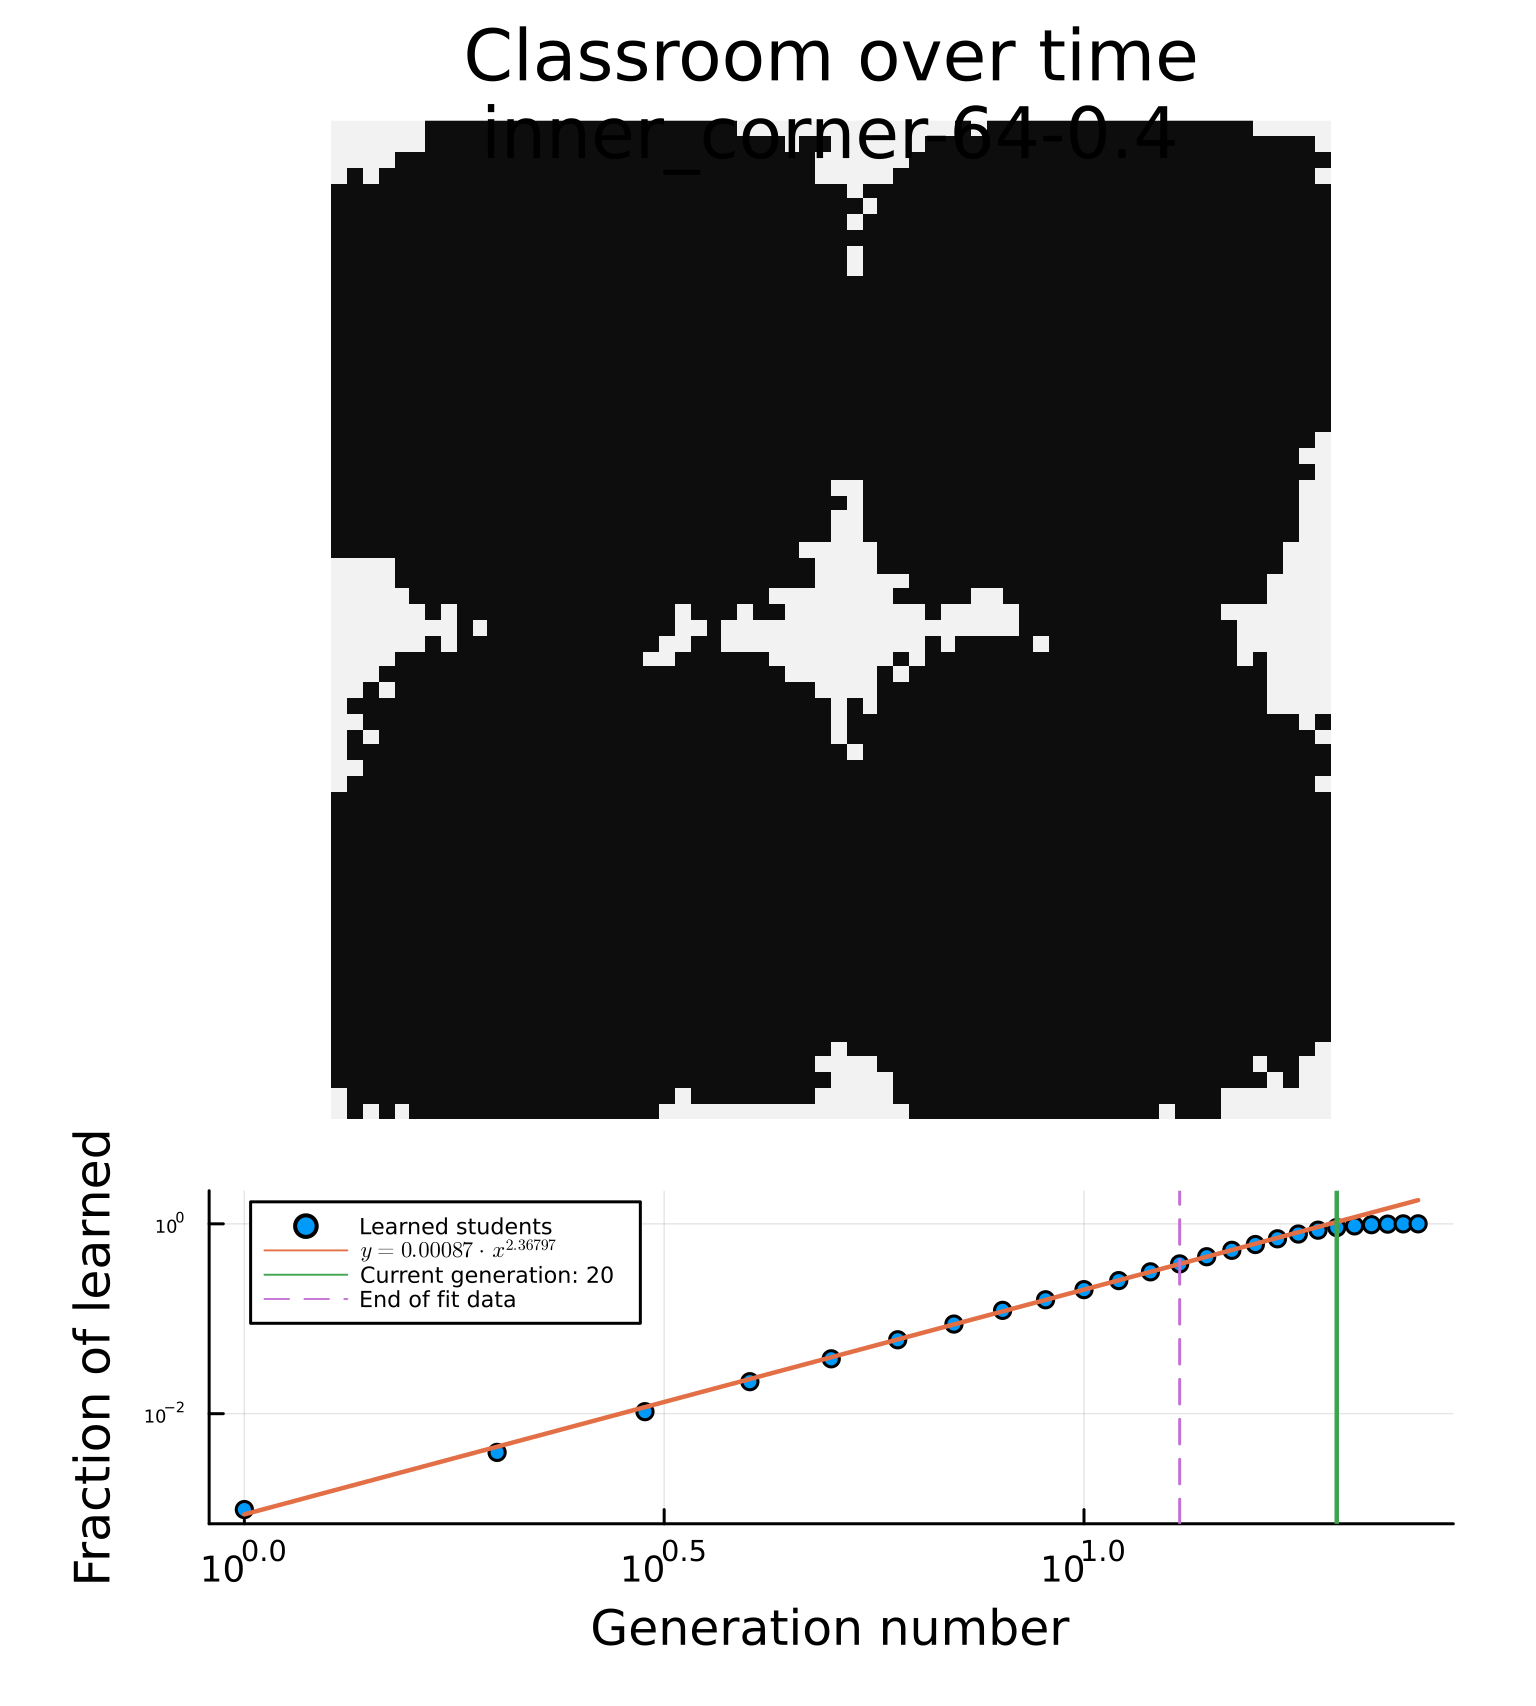 Classroom over time
inner_corner-64-0.4
Fraction of learned
10^0
10^−2
Learned students
y = 0.00087 · x^2.36797
Current generation: 20
End of fit data
10^0.0
10^0.5
10^1.0
Generation number